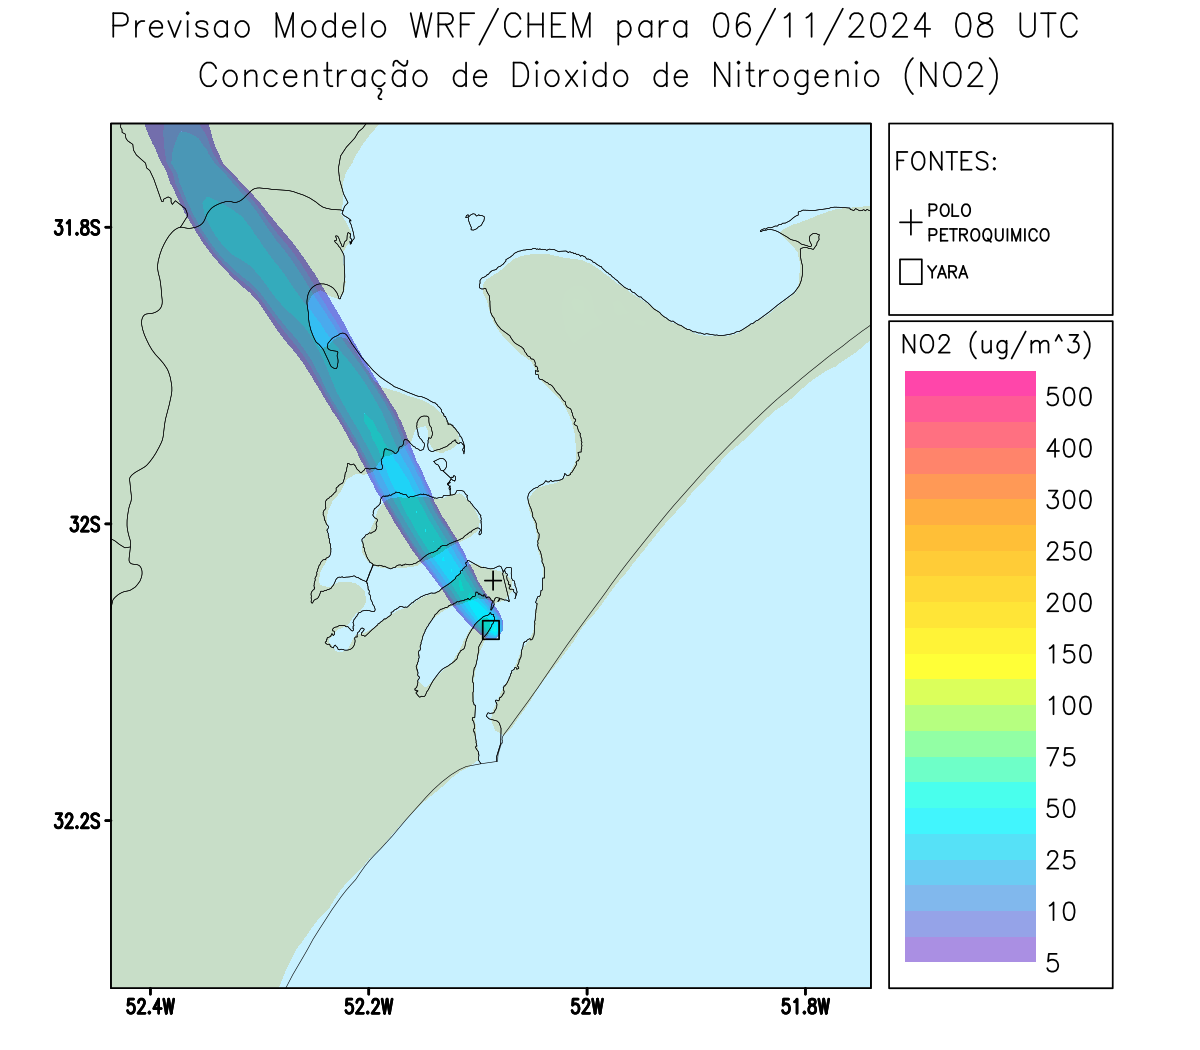 Previsao Modelo WRF/CHEM para 06/11/2024 08 UTC
Concentração de Dioxido de Nitrogenio (NO2)
FONTES:
POLO
PETROQUIMICO
YARA
NO2 (ug/m^3)
500
400
300
250
200
150
100
75
50
25
10
5
31.8S
32S
32.2S
52.4W
52.2W
52W
51.8W